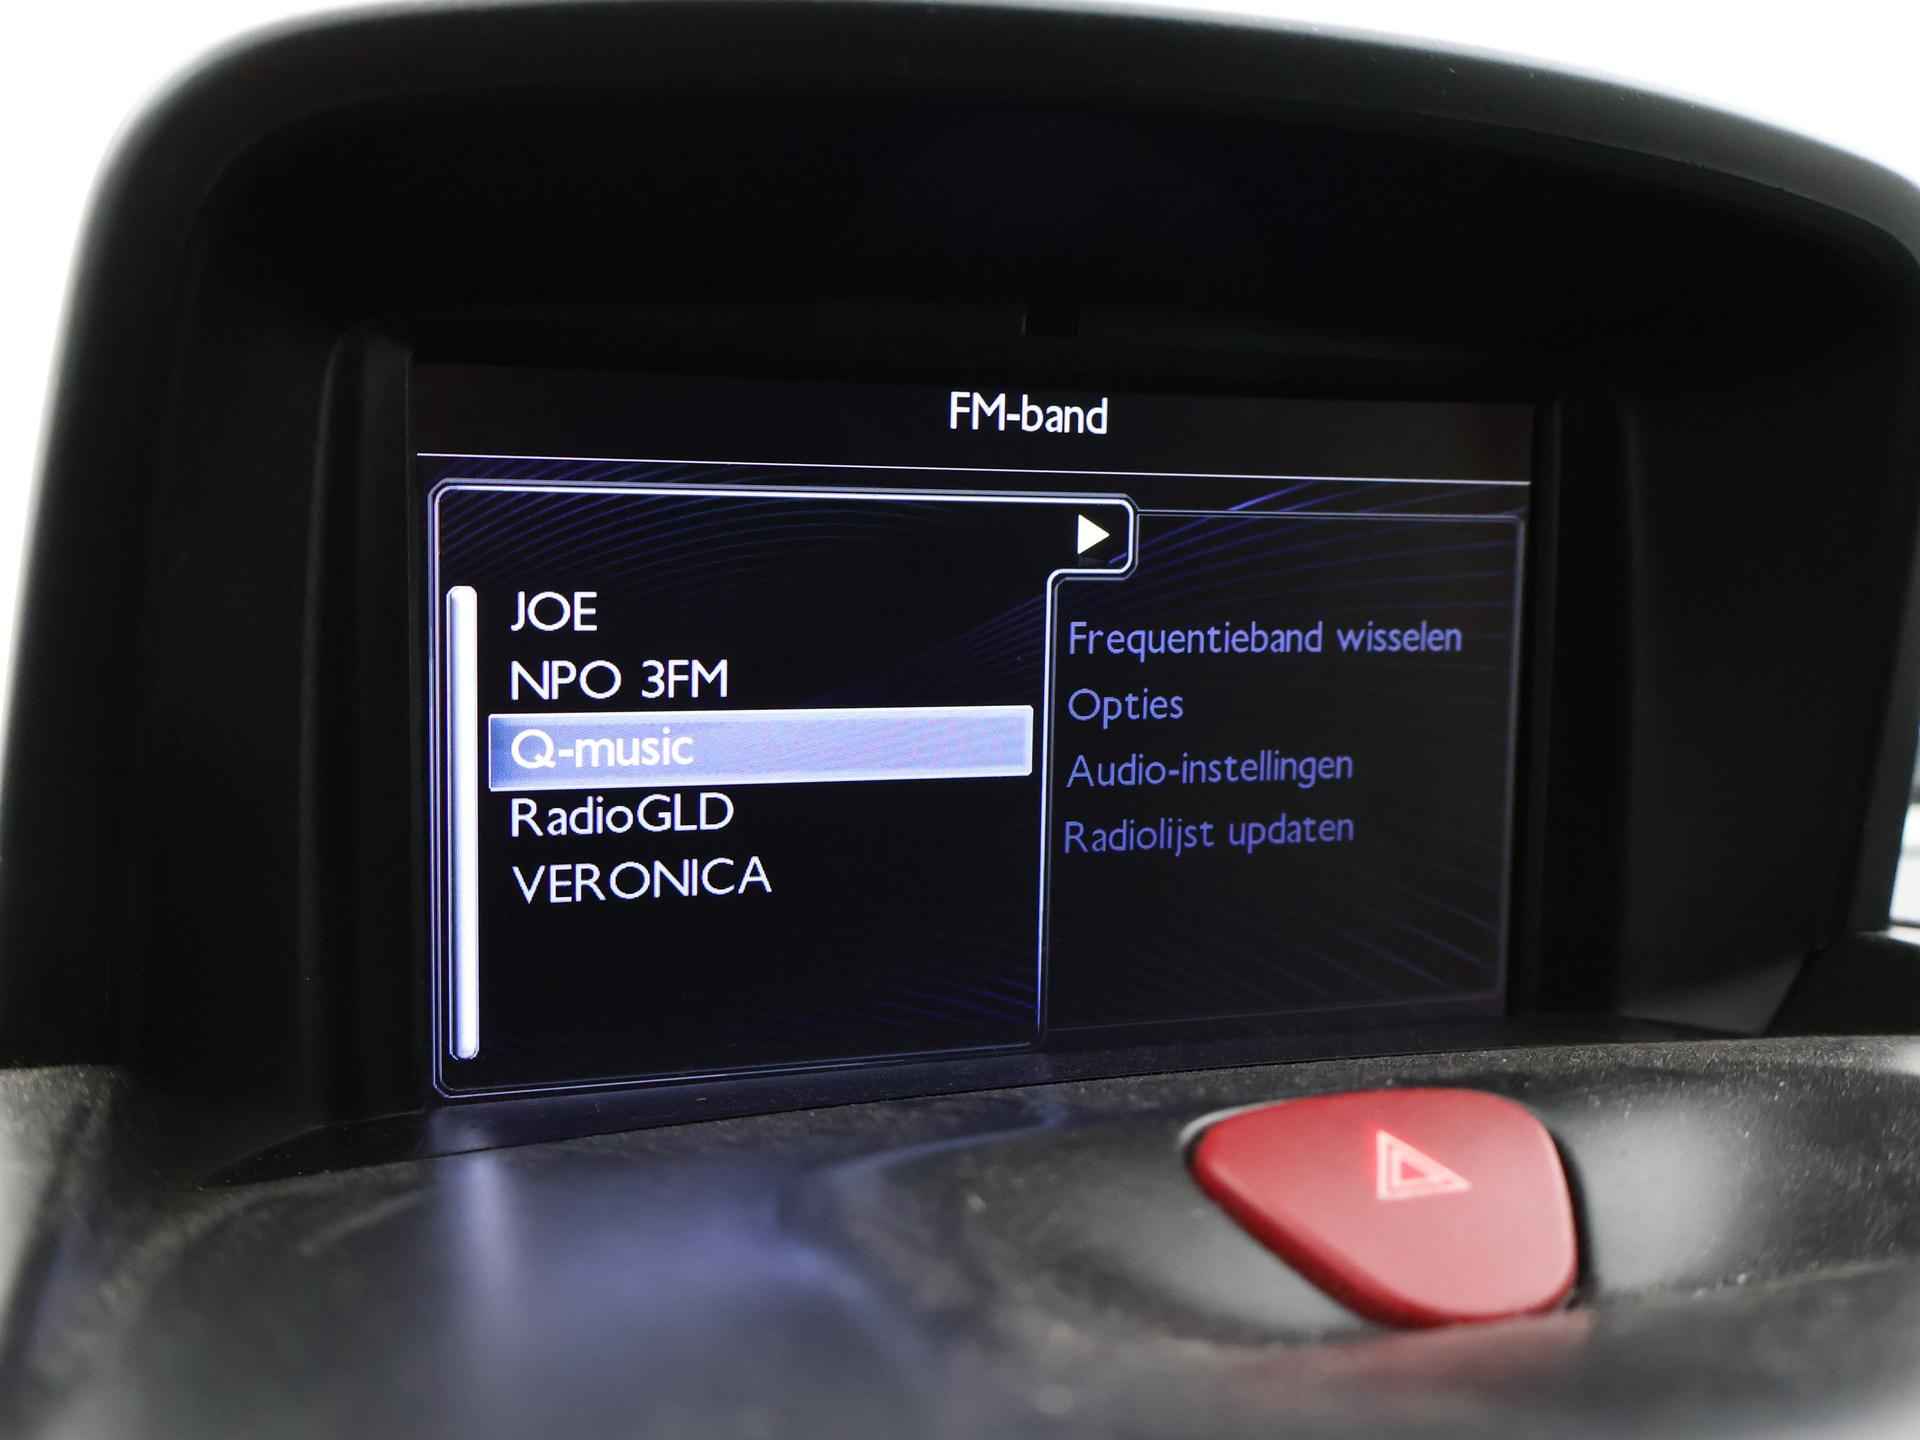 FM-band
JOE
NPO 3FM
Q-music
RadioGLD
VERONICA
Frequentieband wisselen
Opties
Audio-instellingen
Radiolijst updaten